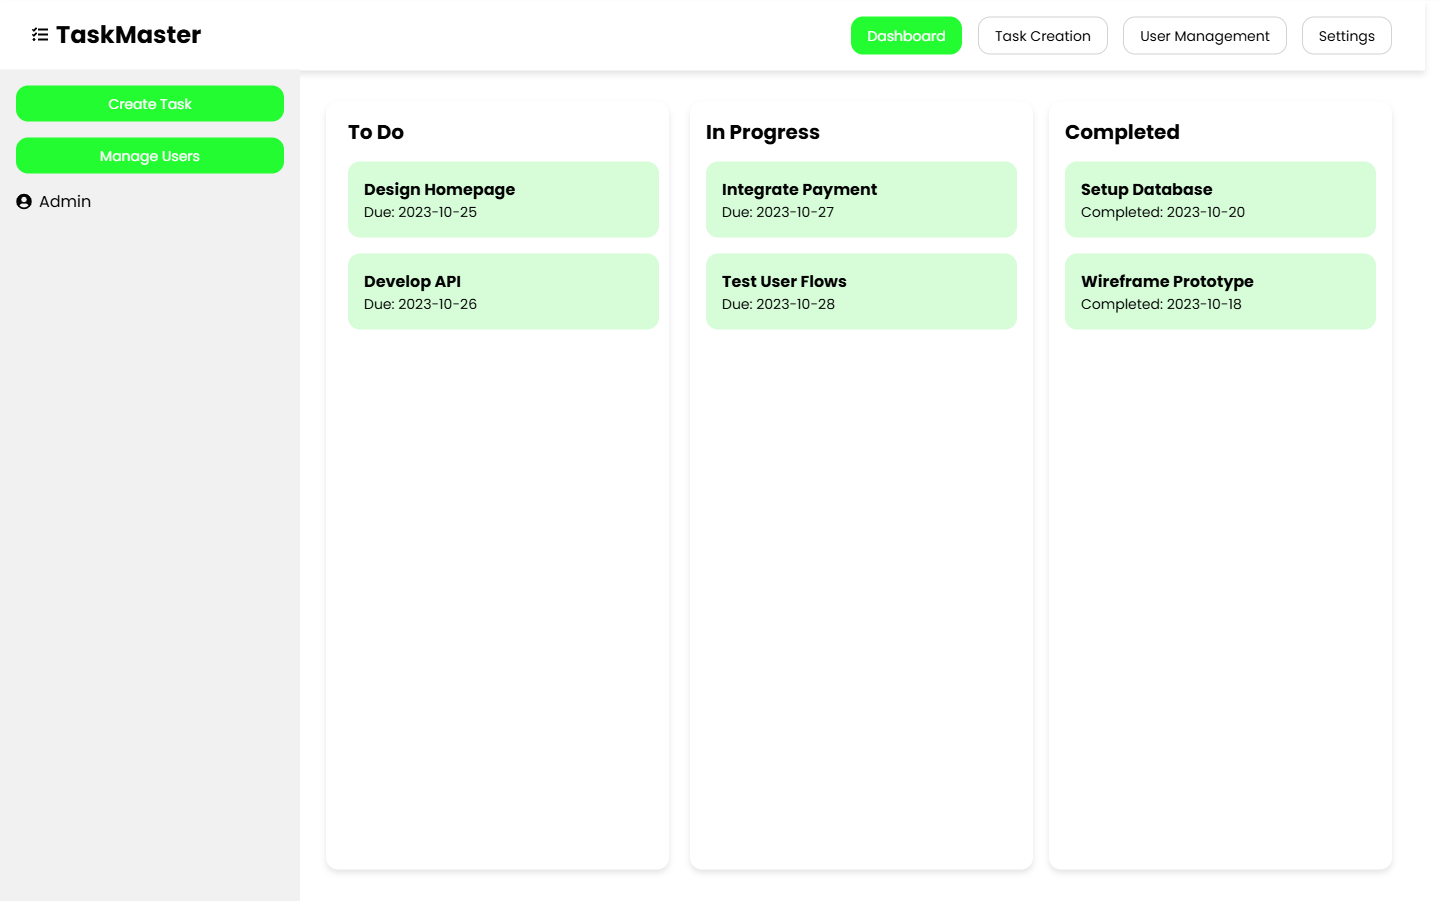 TaskMaster
Dashboard
Task Creation
User Management
Settings
Create Task
Manage Users
Admin
To Do
Design Homepage
Due: 2023-10-25
Develop API
Due: 2023-10-26
In Progress
Integrate Payment
Due: 2023-10-27
Test User Flows
Due: 2023-10-28
Completed
Setup Database
Completed: 2023-10-20
Wireframe Prototype
Completed: 2023-10-18